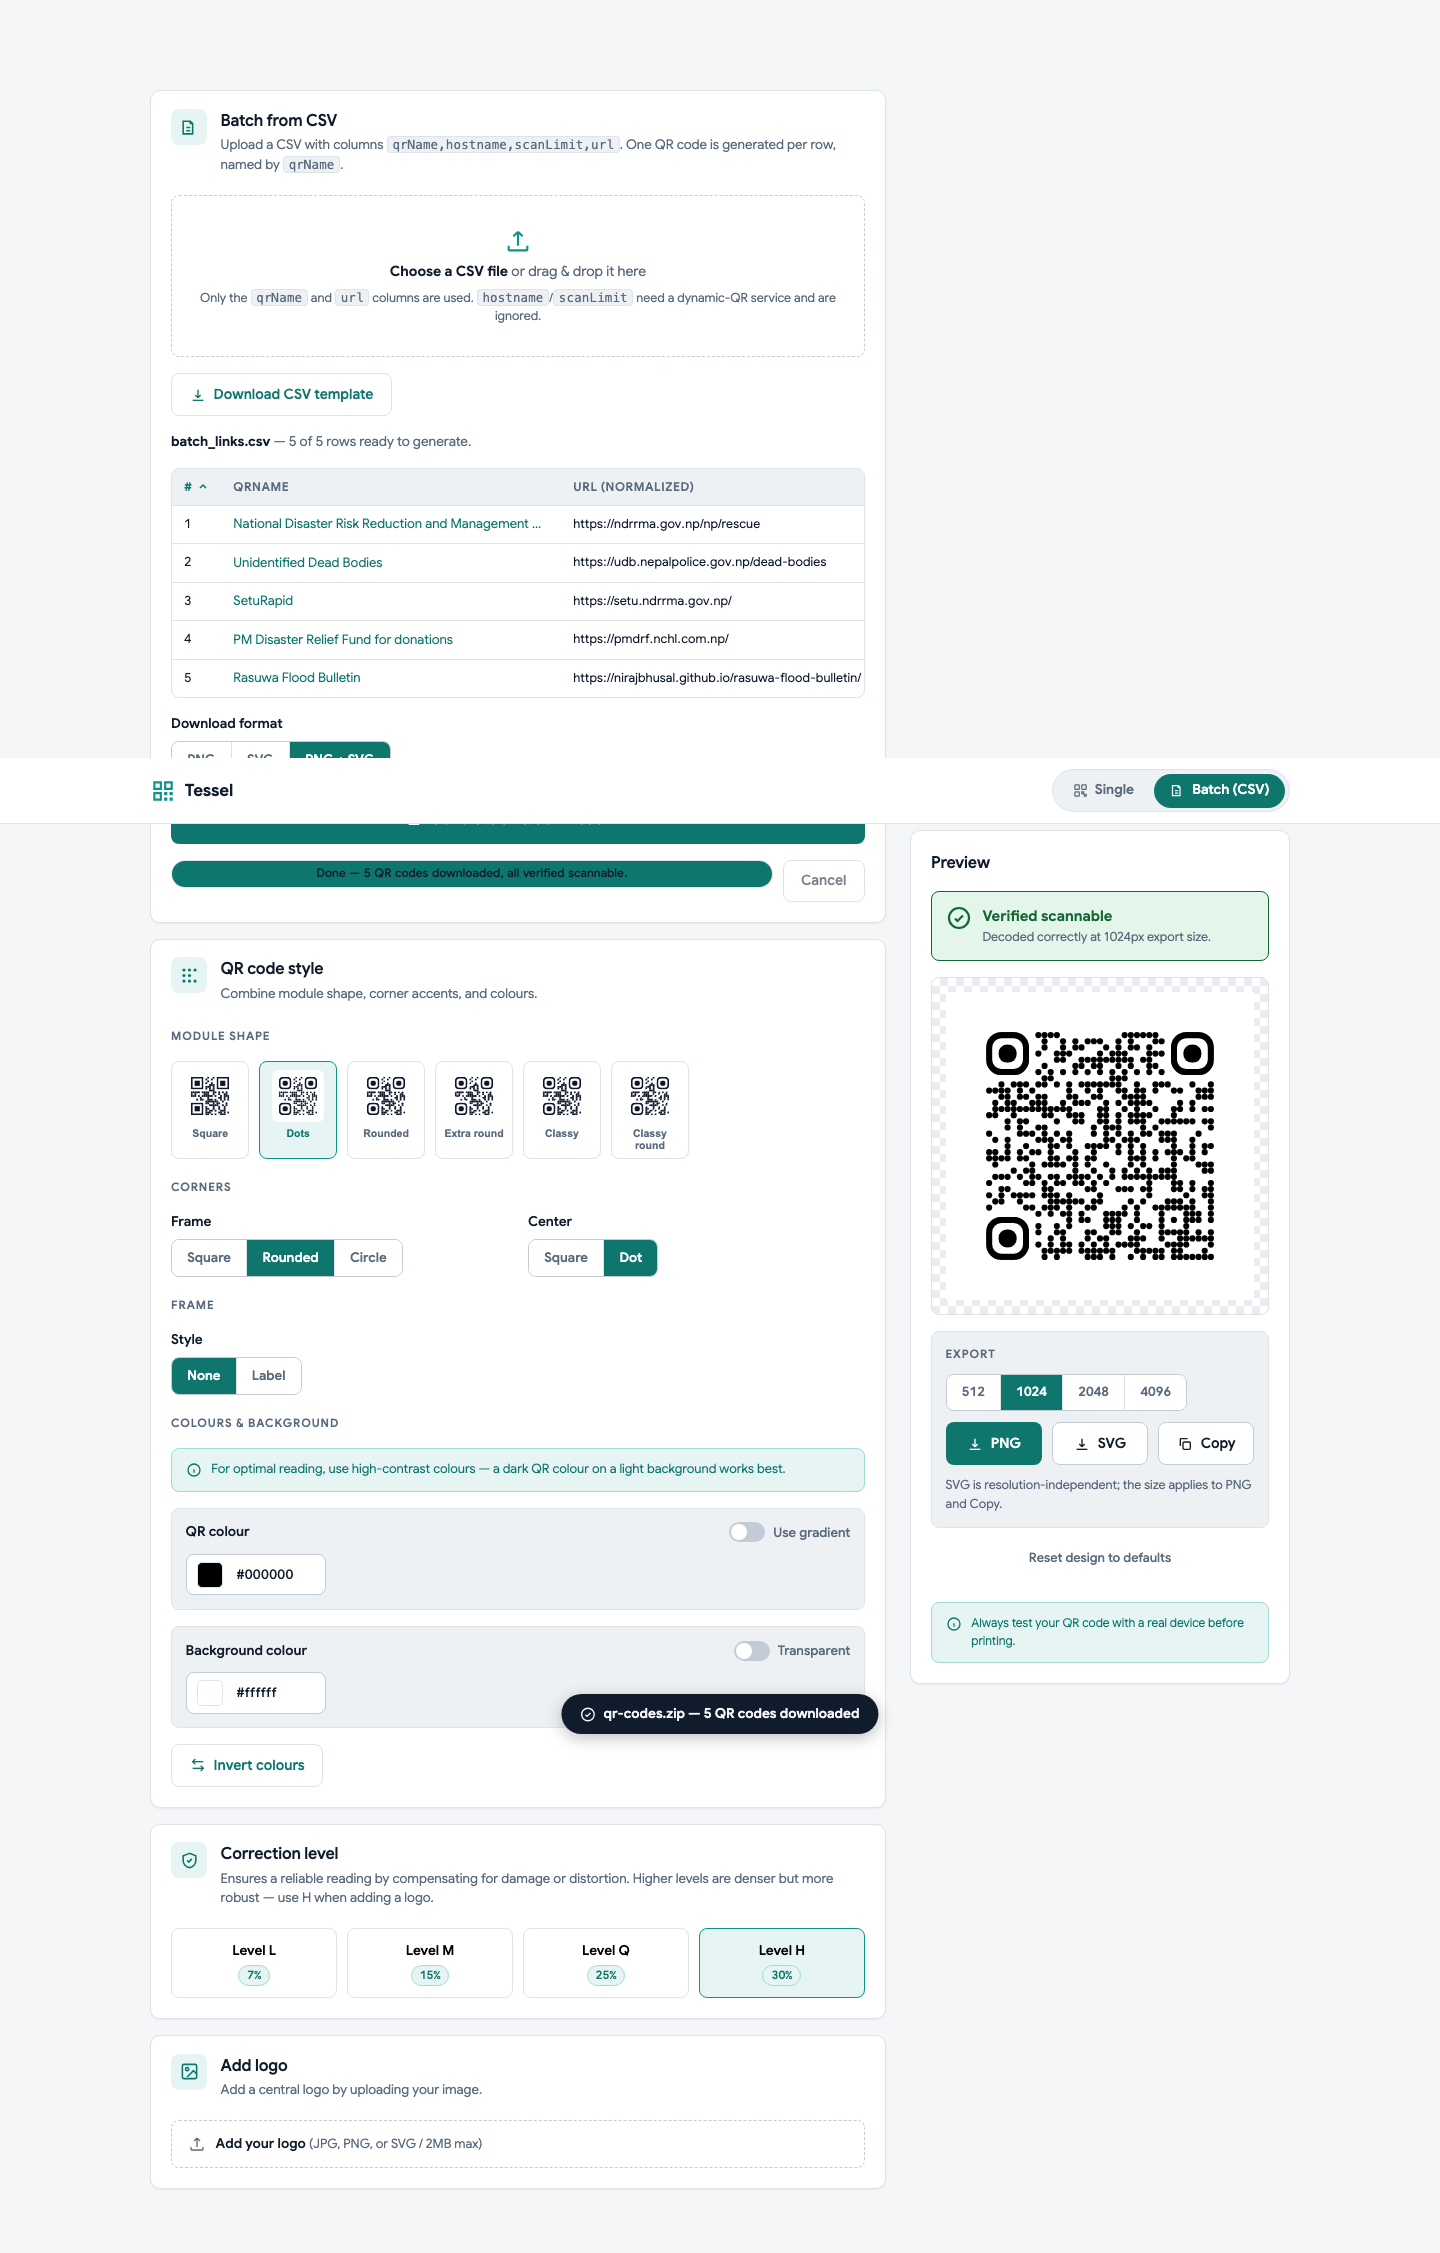 Batch from CSV
Upload a CSV with columns qrName,hostname,scanLimit,url. One QR code is generated per row,
named by qrName.
Choose a CSV file or drag & drop it here
Only the qrName and url columns are used. hostname/scanLimit need a dynamic-QR service and are
ignored.
Download CSV template
batch_links.csv — 5 of 5 rows ready to generate.
# QRNAME URL (NORMALIZED)
1 National Disaster Risk Reduction and Management ... https://ndrrma.gov.np/np/rescue
2 Unidentified Dead Bodies https://udb.nepalpolice.gov.np/dead-bodies
3 SetuRapid https://setu.ndrrma.gov.np/
4 PM Disaster Relief Fund for donations https://pmdrf.nchl.com.np/
5 Rasuwa Flood Bulletin https://nirajbhusal.github.io/rasuwa-flood-bulletin/
Download format
PNG SVG PNG + SVG
Tessel
Single Batch (CSV)
Done — 5 QR codes downloaded, all verified scannable.
Cancel
QR code style
Combine module shape, corner accents, and colours.
MODULE SHAPE
Square Dots Rounded Extra round Classy Classy
round
CORNERS
Frame Center
Square Rounded Circle Square Dot
FRAME
Style
None Label
COLOURS & BACKGROUND
For optimal reading, use high-contrast colours — a dark QR colour on a light background works best.
QR colour Use gradient
#000000
Background colour Transparent
#ffffff
qr-codes.zip — 5 QR codes downloaded
Invert colours
Correction level
Ensures a reliable reading by compensating for damage or distortion. Higher levels are denser but more
robust — use H when adding a logo.
Level L Level M Level Q Level H
7% 15% 25% 30%
Add logo
Add a central logo by uploading your image.
Add your logo (JPG, PNG, or SVG / 2MB max)
Preview
Verified scannable
Decoded correctly at 1024px export size.
EXPORT
512 1024 2048 4096
PNG SVG Copy
SVG is resolution-independent; the size applies to PNG
and Copy.
Reset design to defaults
Always test your QR code with a real device before
printing.